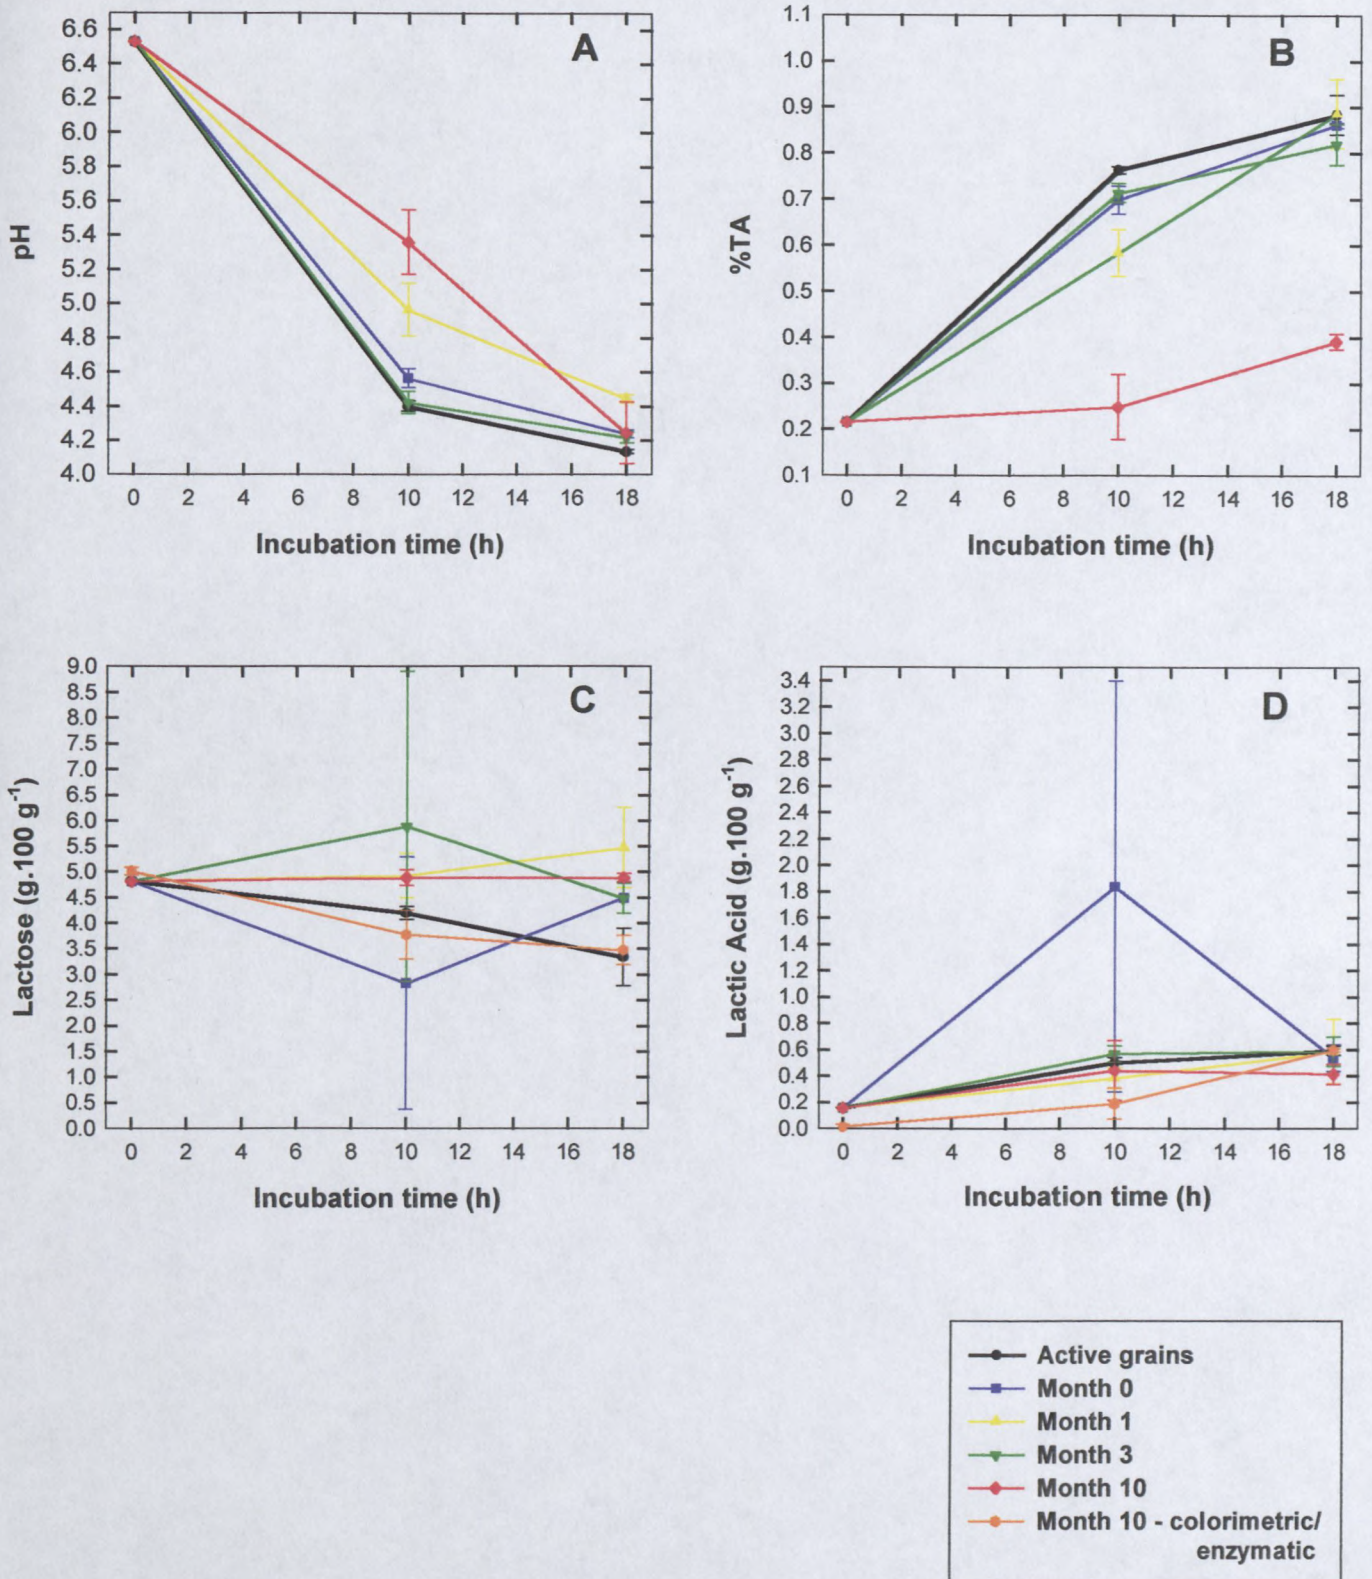 A
6.6
6.4
6.2
6.0
5.8
5.6
5.4
5.2
5.0
4.8
4.6
4.4
4.2
4.0
pH
0 2 4 6 8 10 12 14 16 18
Incubation time (h)
B
1.1
1.0
0.9
0.8
0.7
0.6
0.5
0.4
0.3
0.2
0.1
%TA
0 2 4 6 8 10 12 14 16 18
Incubation time (h)
C
9.0
8.5
8.0
7.5
7.0
6.5
6.0
5.5
5.0
4.5
4.0
3.5
3.0
2.5
2.0
1.5
1.0
0.5
0.0
Lactose (g.100 g⁻¹)
0 2 4 6 8 10 12 14 16 18
Incubation time (h)
D
3.4
3.2
3.0
2.8
2.6
2.4
2.2
2.0
1.8
1.6
1.4
1.2
1.0
0.8
0.6
0.4
0.2
0.0
Lactic Acid (g.100 g⁻¹)
0 2 4 6 8 10 12 14 16 18
Incubation time (h)
Active grains
Month 0
Month 1
Month 3
Month 10
Month 10 - colorimetric/
enzymatic